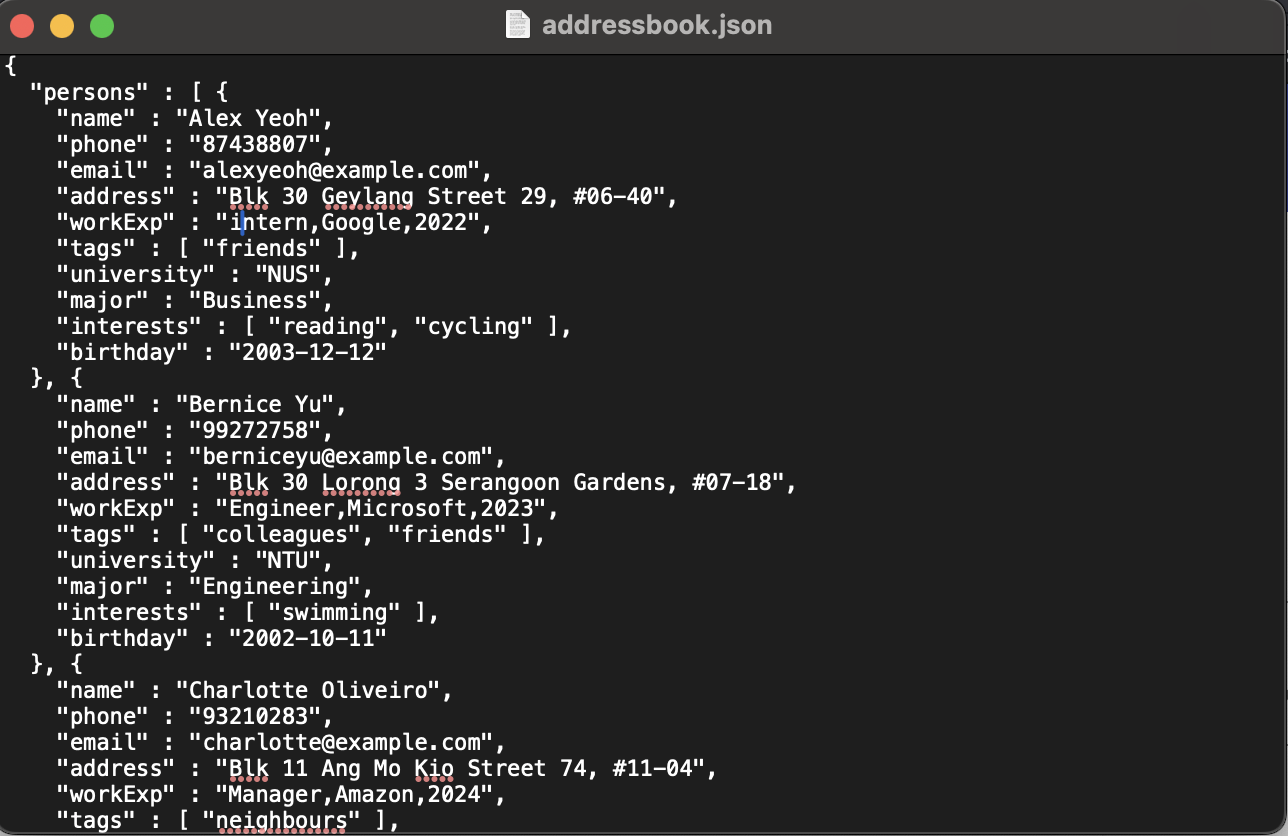 addressbook.json
{
  "persons" : [ {
    "name" : "Alex Yeoh",
    "phone" : "87438807",
    "email" : "alexyeoh@example.com",
    "address" : "Blk 30 Geylang Street 29, #06-40",
    "workExp" : "intern,Google,2022",
    "tags" : [ "friends" ],
    "university" : "NUS",
    "major" : "Business",
    "interests" : [ "reading", "cycling" ],
    "birthday" : "2003-12-12"
  }, {
    "name" : "Bernice Yu",
    "phone" : "99272758",
    "email" : "berniceyu@example.com",
    "address" : "Blk 30 Lorong 3 Serangoon Gardens, #07-18",
    "workExp" : "Engineer,Microsoft,2023",
    "tags" : [ "colleagues", "friends" ],
    "university" : "NTU",
    "major" : "Engineering",
    "interests" : [ "swimming" ],
    "birthday" : "2002-10-11"
  }, {
    "name" : "Charlotte Oliveiro",
    "phone" : "93210283",
    "email" : "charlotte@example.com",
    "address" : "Blk 11 Ang Mo Kio Street 74, #11-04",
    "workExp" : "Manager,Amazon,2024",
    "tags" : [ "neighbours" ],